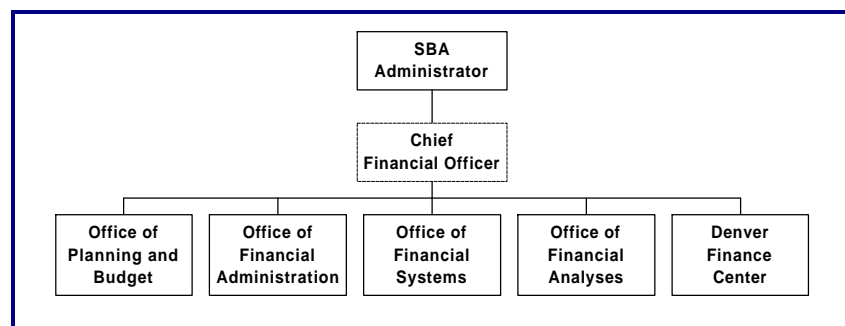 SBA
Administrator
Chief
Financial Officer
Office of
Planning and
Budget
Office of
Financial
Administration
Office of
Financial
Systems
Office of
Financial
Analyses
Denver
Finance
Center